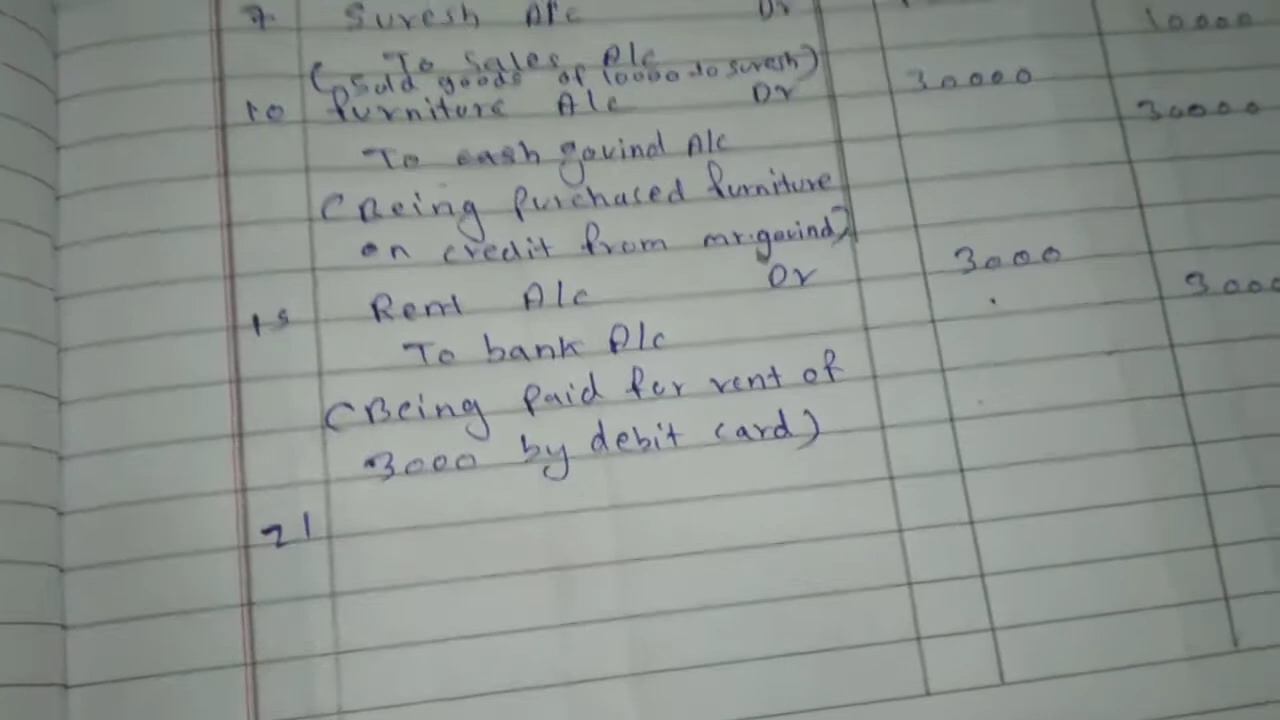 7 Suresh A/c Dr
10000
To Sales A/c
(Sold goods of 10000 to suresh)
10 furniture A/c Dr 30000
30000
To cash govind A/c
(Being purchased furniture
on credit from mr.govind)
15 Rent A/c Dr 3000
3000
To bank A/c
(Being paid for rent of
3000 by debit card)
21